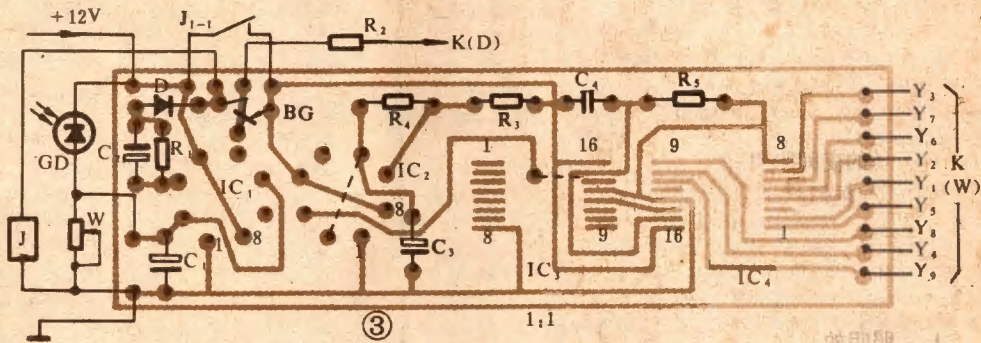 +12V
J1-1
R2
K(D)
D
BG
C4
R5
R4
R3
GD
R1
IC1
IC2
1
16
9
8
Y3
Y7
Y6
Y2
Y1
Y5
Y8
Y4
Y9
K
(W)
J
W
C1
1
8
1
8
C3
8
IC3
9
16
IC4
1
③
1:1